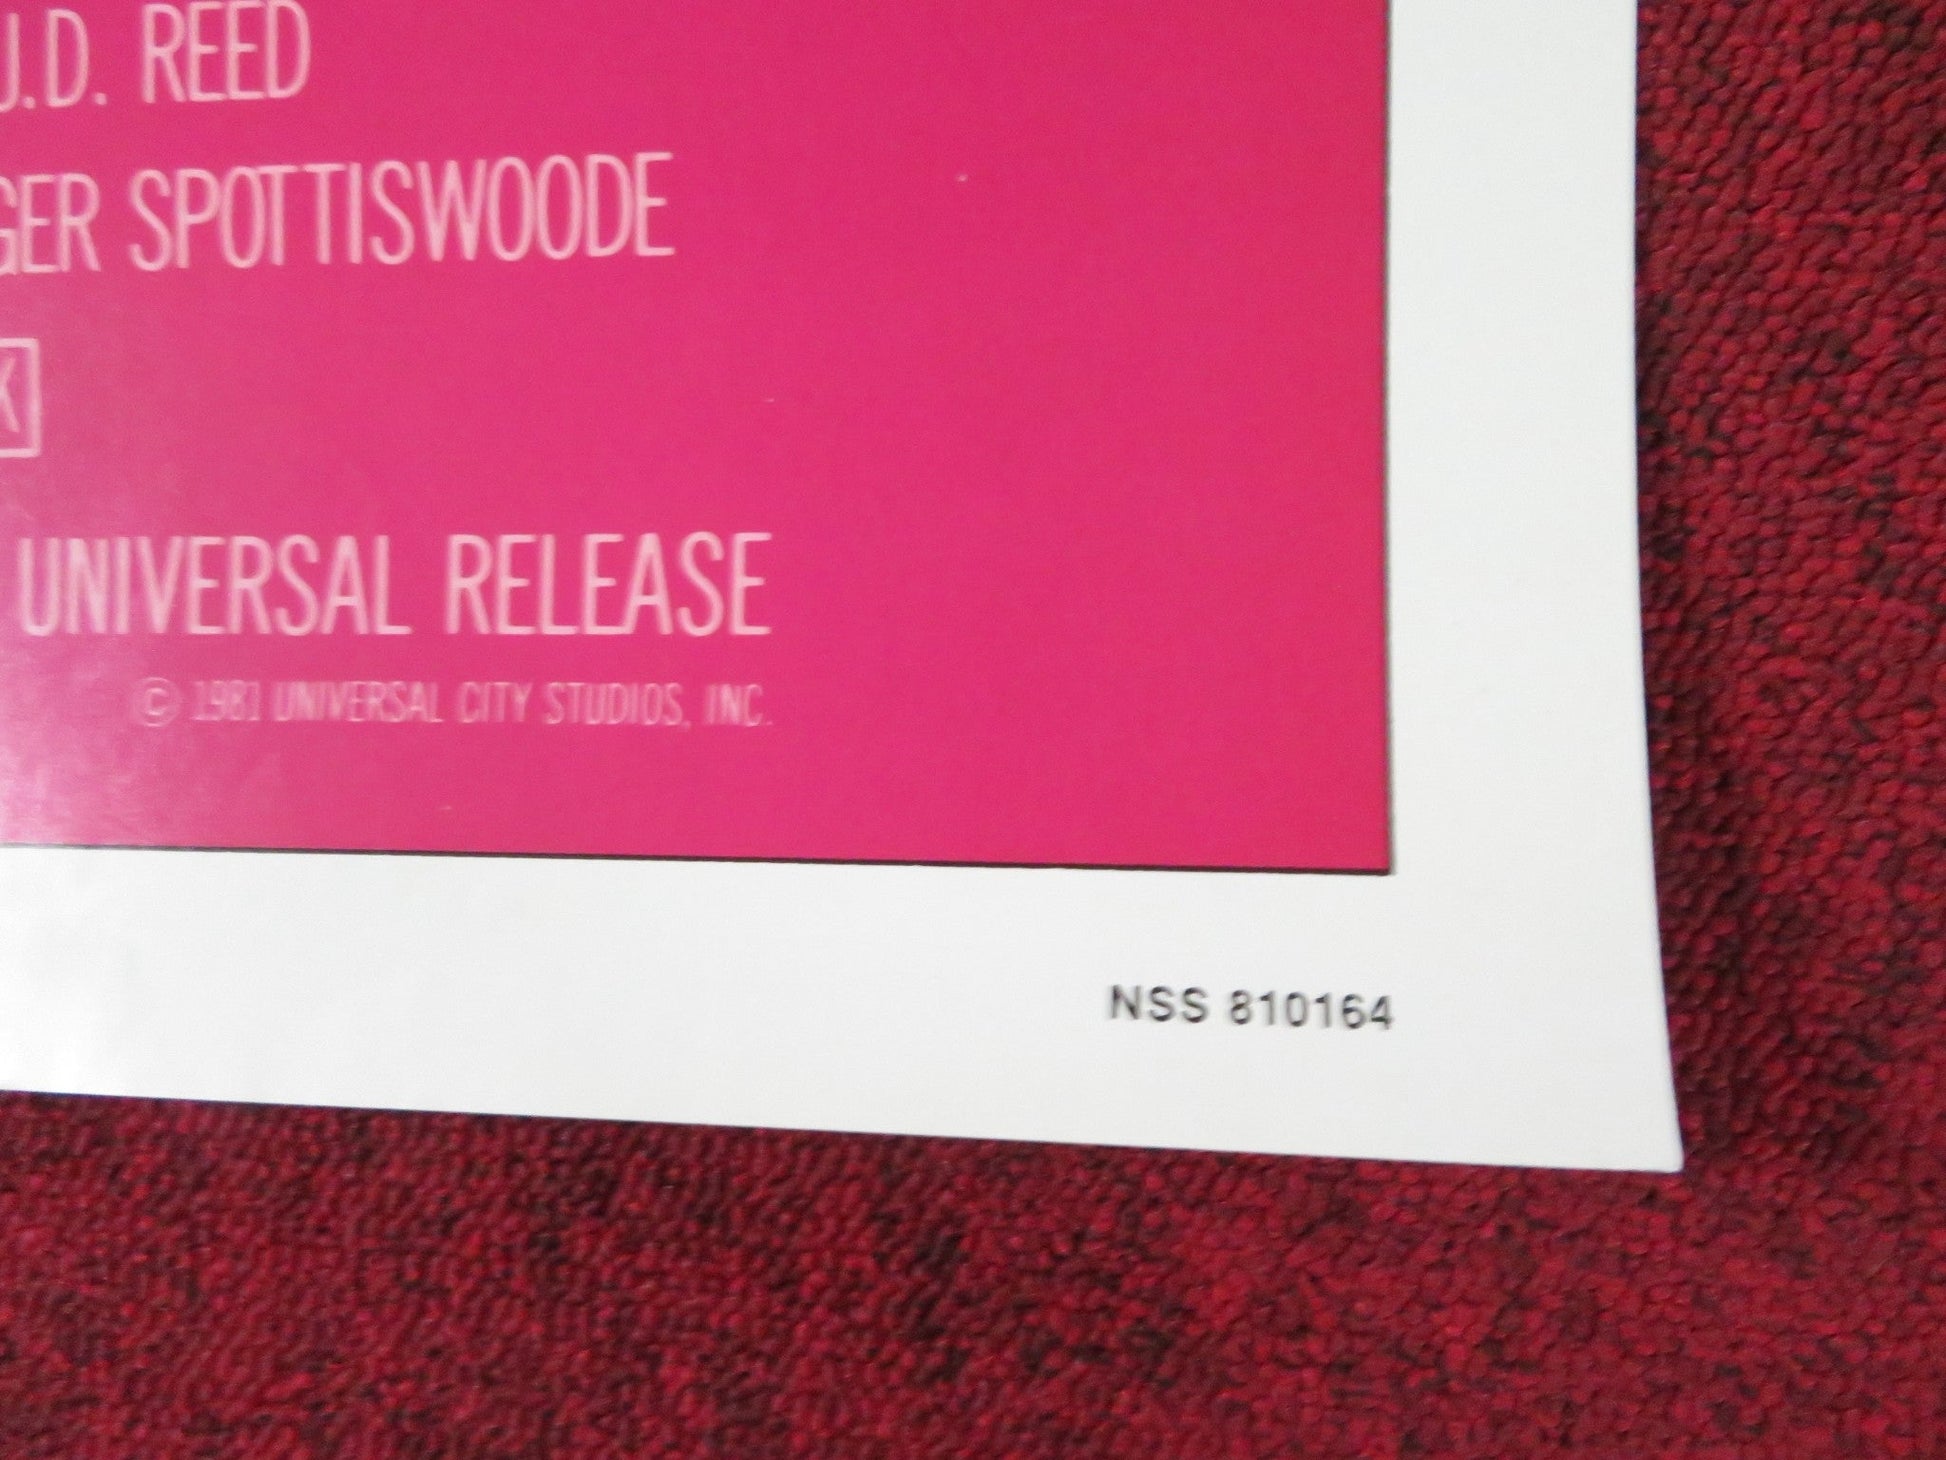 J.D. REED
GER SPOTTISWOODE
X
UNIVERSAL RELEASE
© 1981 UNIVERSAL CITY STUDIOS, INC.
NSS 810164